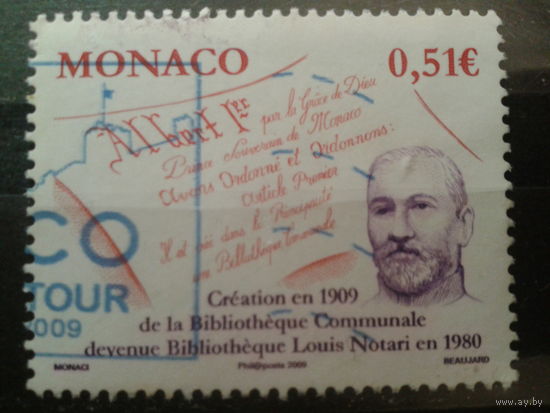 MONACO 0,51€
Albert Ier par la Grâce de Dieu
Prince Souverain de Monaco
Avons Ordonné et Ordonnons:
Article Premier
Il est créé dans la Principauté
une Bibliothèque Communale
CO
TOUR
2009
Création en 1909
de la Bibliothèque Communale
devenue Bibliothèque Louis Notari en 1980
MONACI Phil@poste 2009 BEAUJARD
www.ay.by